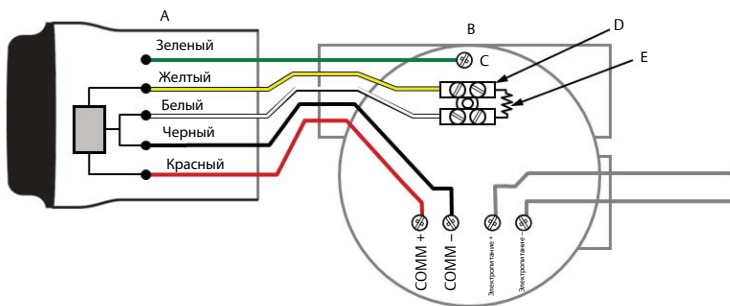 A
B
C
D
E
Зеленый
Желтый
Белый
Черный
Красный
COMM +
COMM –
Электропитание +
Электропитание –